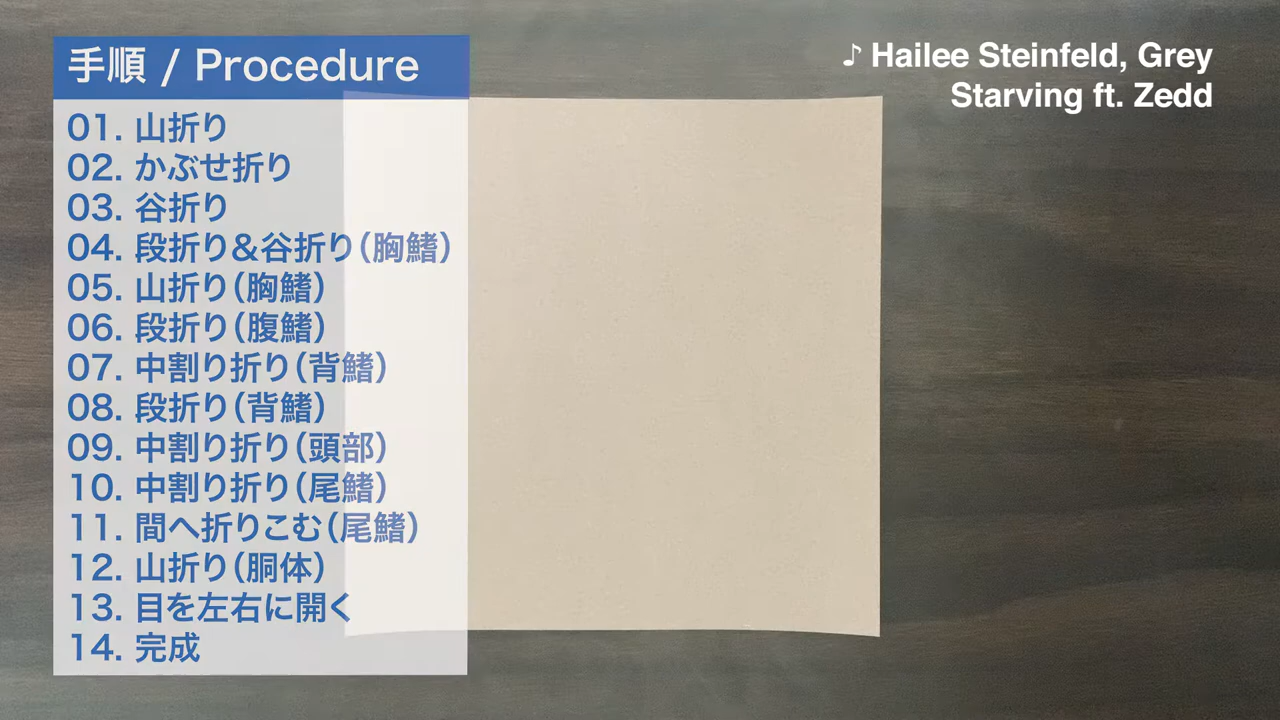 手順 / Procedure
01. 山折り
02. かぶせ折り
03. 谷折り
04. 段折り&谷折り(胸鰭)
05. 山折り(胸鰭)
06. 段折り(腹鰭)
07. 中割り折り(背鰭)
08. 段折り(背鰭)
09. 中割り折り(頭部)
10. 中割り折り(尾鰭)
11. 間へ折りこむ(尾鰭)
12. 山折り(胴体)
13. 目を左右に開く
14. 完成
♪ Hailee Steinfeld, Grey
Starving ft. Zedd